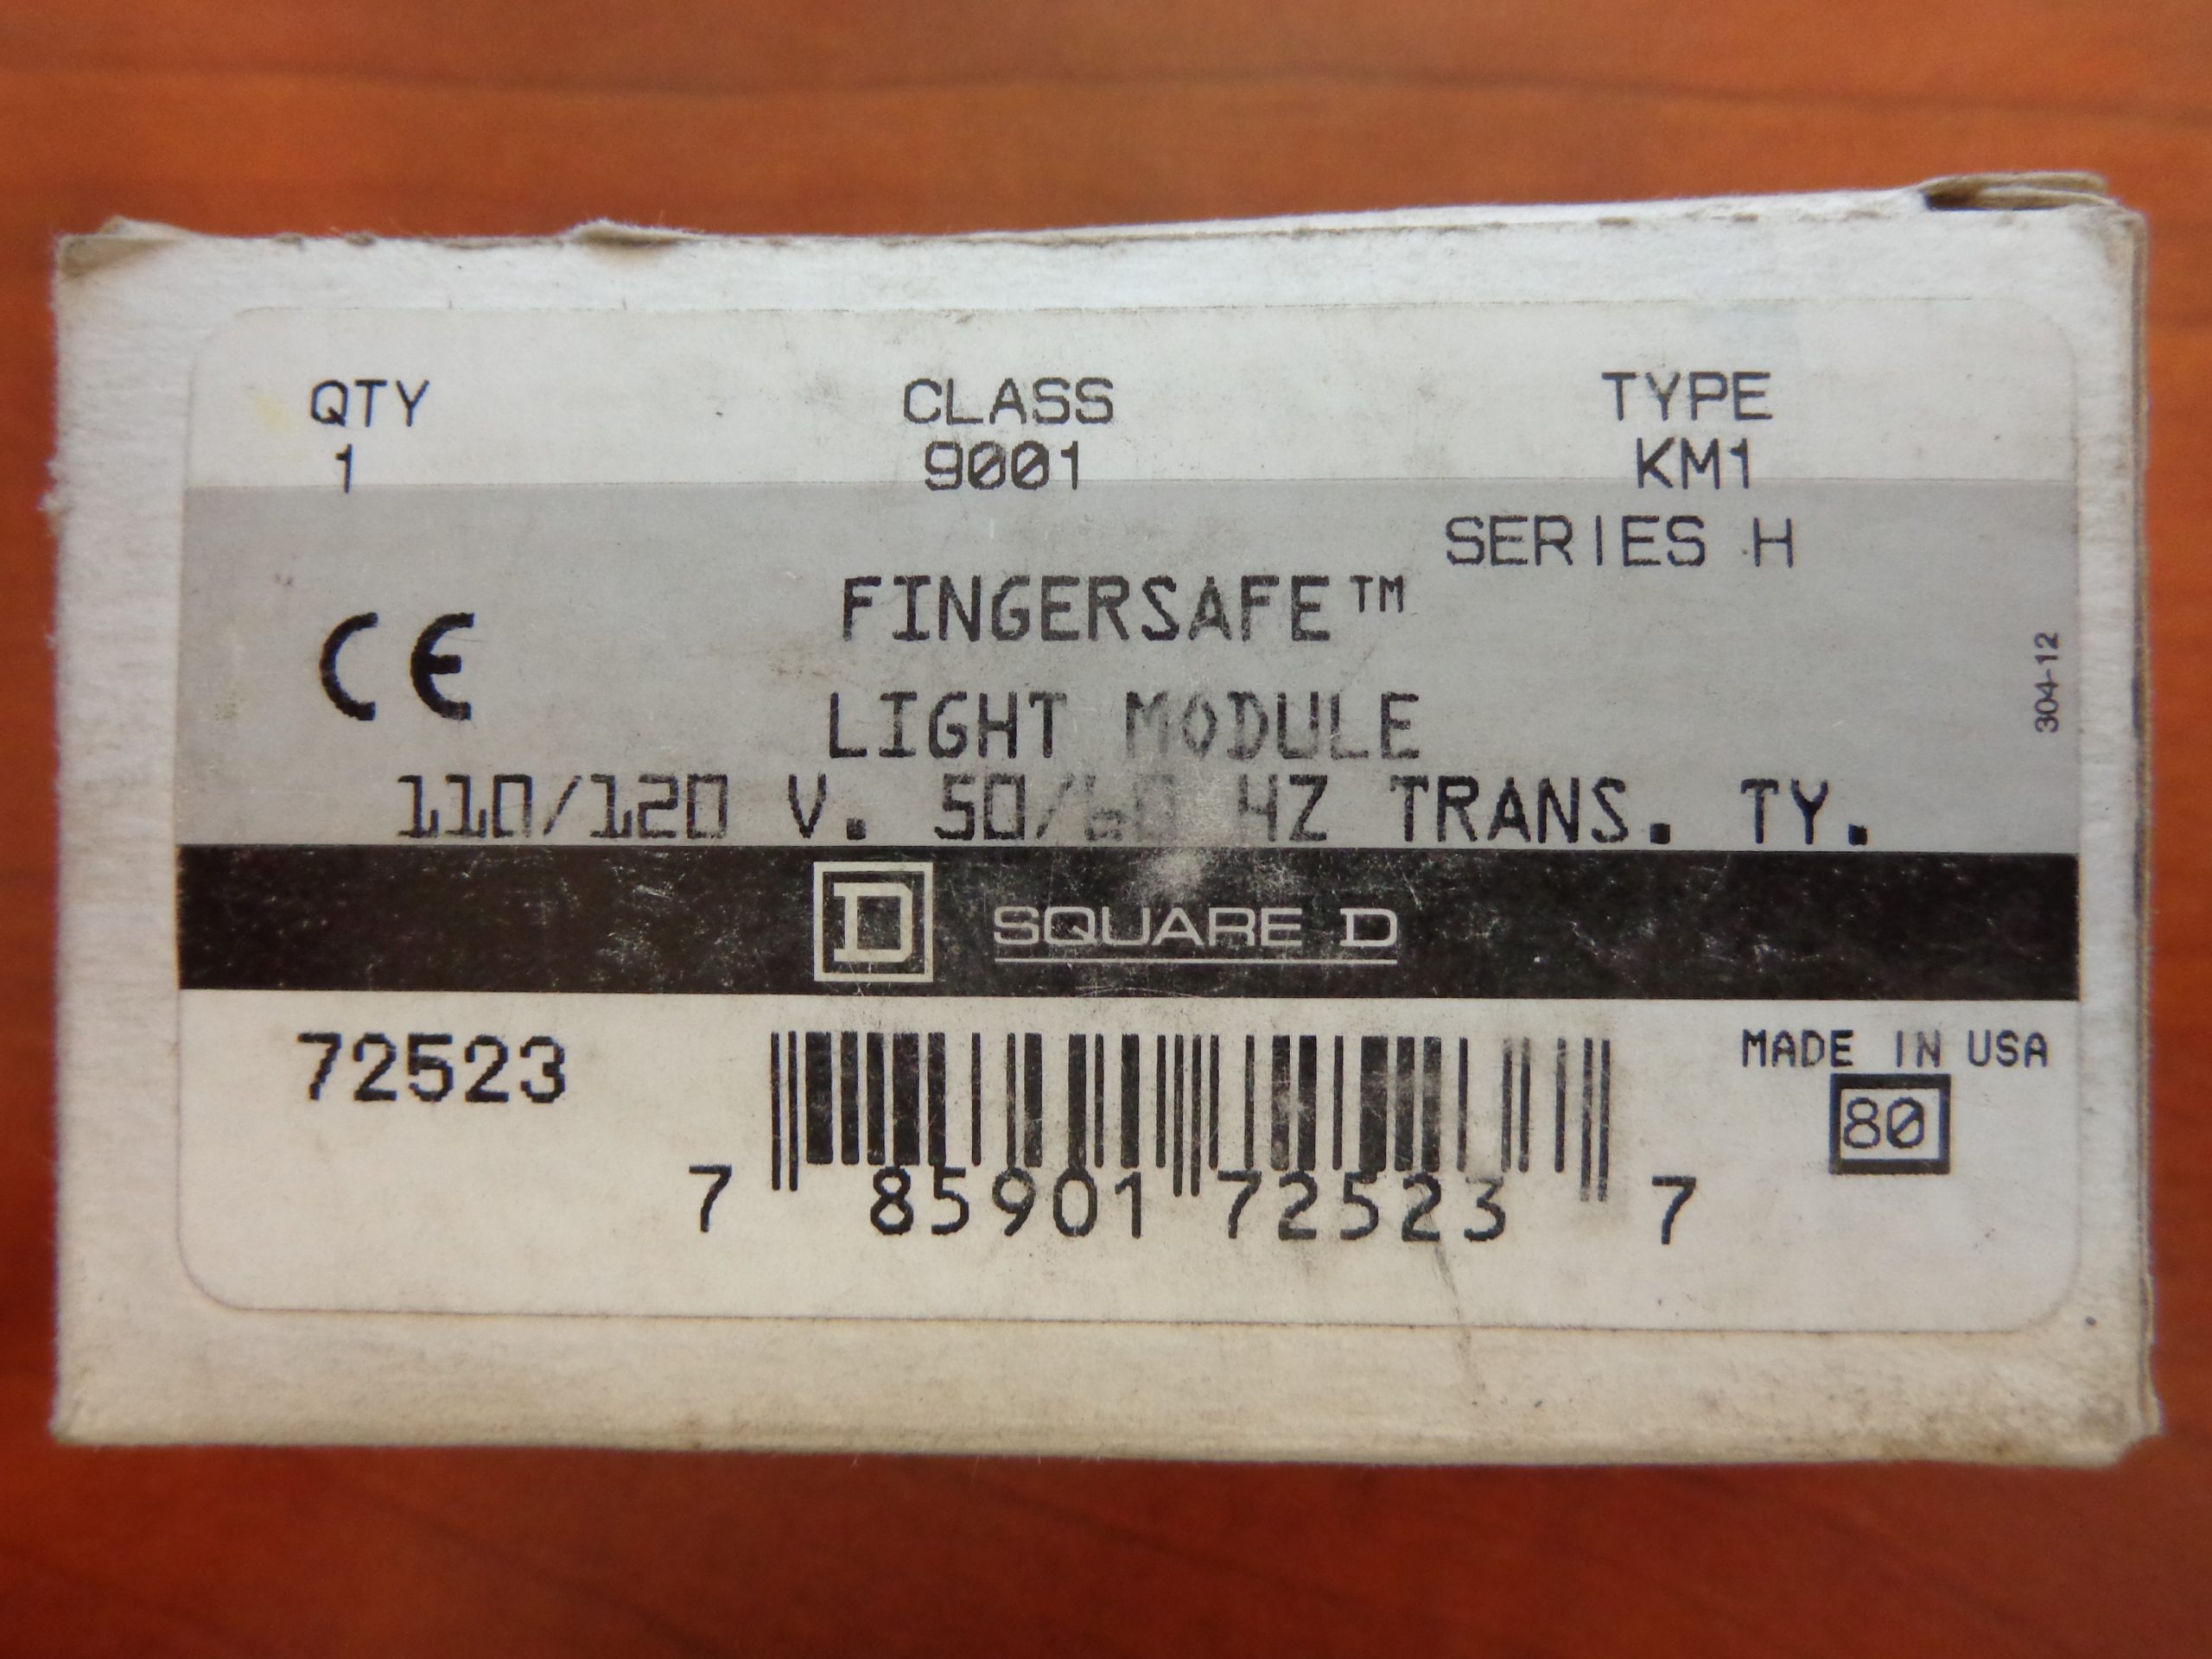 QTY CLASS TYPE
1 9001 KM1
SERIES H
FINGERSAFE™
CE
LIGHT MODULE
304-12
110/120 V. 50/60 HZ TRANS. TY.
D SQUARE D
72523
MADE IN USA
80
7 85901 72523 7